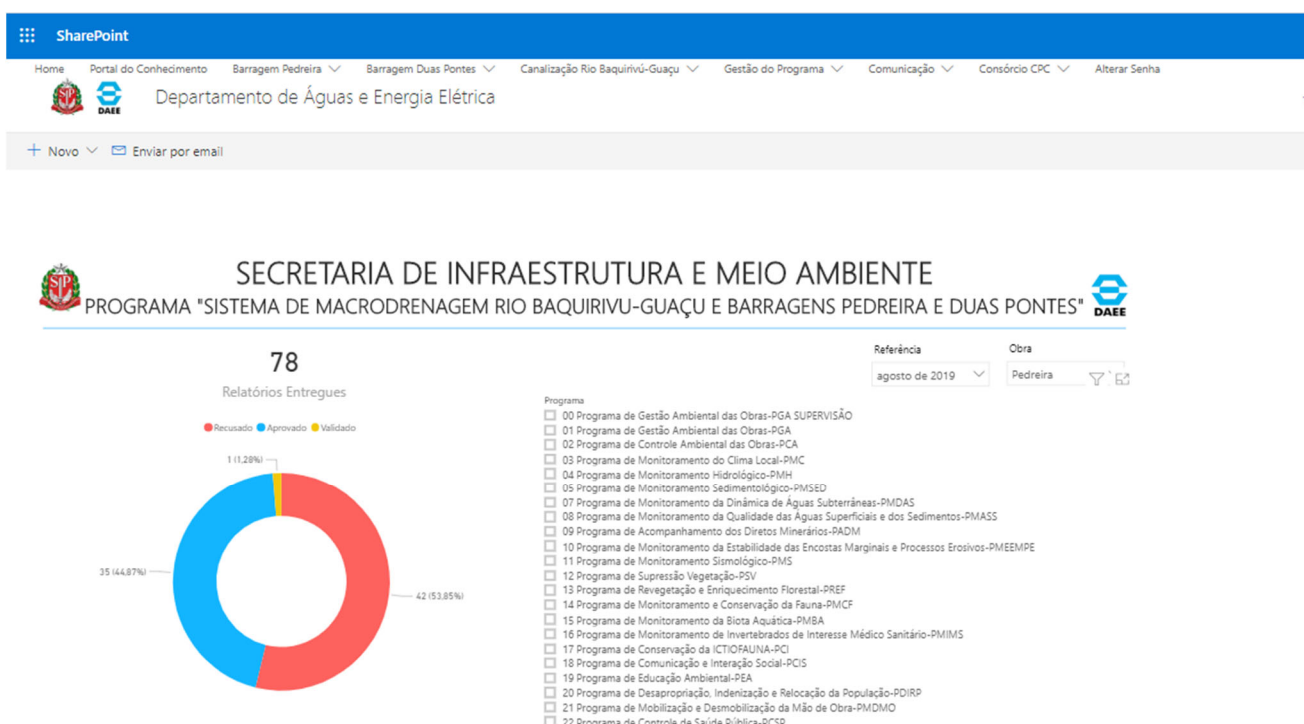 SharePoint
Home Portal do Conhecimento Barragem Pedreira Barragem Duas Pontes Canalização Rio Baquirivú-Guaçu Gestão do Programa Comunicação Consórcio CPC Alterar Senha
DAEE
Departamento de Águas e Energia Elétrica
+ Novo Enviar por email
SP
SECRETARIA DE INFRAESTRUTURA E MEIO AMBIENTE
PROGRAMA "SISTEMA DE MACRODRENAGEM RIO BAQUIRIVU-GUAÇU E BARRAGENS PEDREIRA E DUAS PONTES"
DAEE
78
Relatórios Entregues
Recusado Aprovado Validado
1 (1,28%)
35 (44,87%)
42 (53,85%)
Referência
agosto de 2019
Obra
Pedreira
Programa
00 Programa de Gestão Ambiental das Obras-PGA SUPERVISÃO
01 Programa de Gestão Ambiental das Obras-PGA
02 Programa de Controle Ambiental das Obras-PCA
03 Programa de Monitoramento do Clima Local-PMC
04 Programa de Monitoramento Hidrológico-PMH
05 Programa de Monitoramento Sedimentológico-PMSED
07 Programa de Monitoramento da Dinâmica de Águas Subterrâneas-PMDAS
08 Programa de Monitoramento da Qualidade das Águas Superficiais e dos Sedimentos-PMASS
09 Programa de Acompanhamento dos Diretos Minerários-PADM
10 Programa de Monitoramento da Estabilidade das Encostas Marginais e Processos Erosivos-PMEEMPE
11 Programa de Monitoramento Sismológico-PMS
12 Programa de Supressão Vegetação-PSV
13 Programa de Revegetação e Enriquecimento Florestal-PREF
14 Programa de Monitoramento e Conservação da Fauna-PMCF
15 Programa de Monitoramento da Biota Aquática-PMBA
16 Programa de Monitoramento de Invertebrados de Interesse Médico Sanitário-PMIMS
17 Programa de Conservação da ICTIOFAUNA-PCI
18 Programa de Comunicação e Interação Social-PCIS
19 Programa de Educação Ambiental-PEA
20 Programa de Desapropriação, Indenização e Relocação da População-PDIRP
21 Programa de Mobilização e Desmobilização da Mão de Obra-PMDMO
22 Programa de Controle de Saúde Pública-PCSP